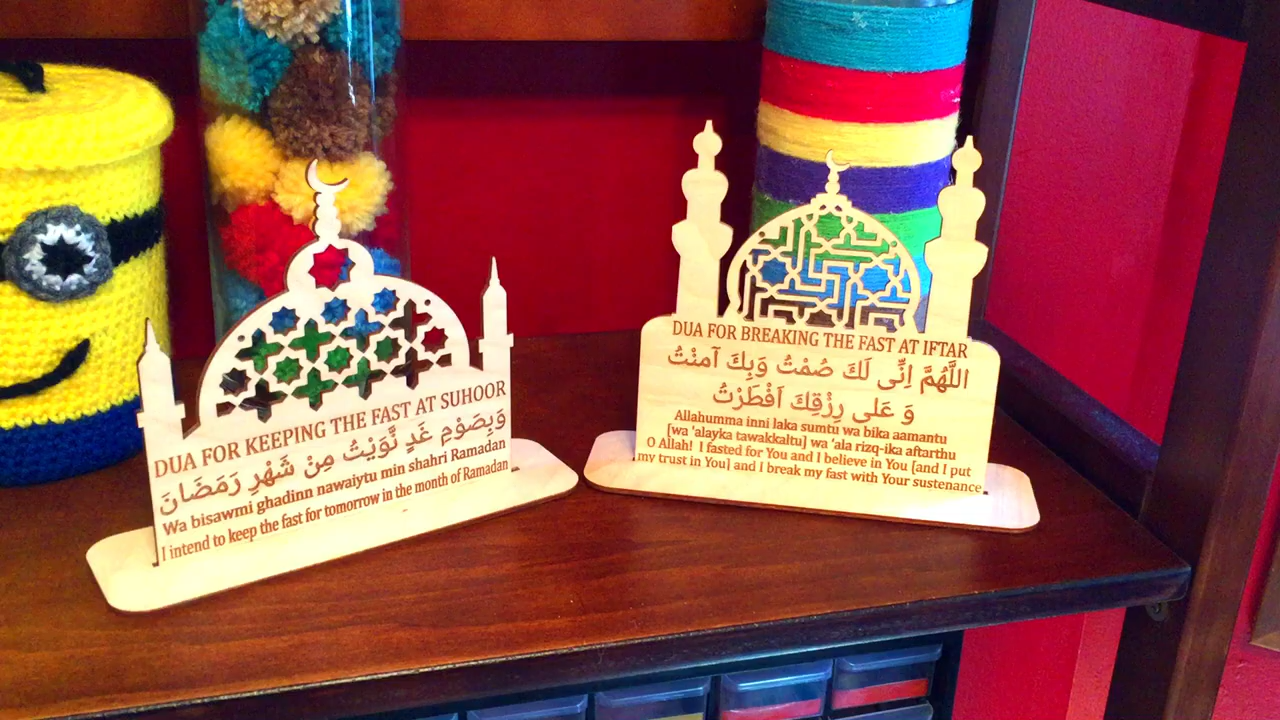 DUA FOR KEEPING THE FAST AT SUHOOR
وَبِصَوْمِ غَدٍ نَّوَيْتُ مِنْ شَهْرِ رَمَضَانَ
Wa bisawmi ghadinn nawaiytu min shahri Ramadan
I intend to keep the fast for tomorrow in the month of Ramadan
DUA FOR BREAKING THE FAST AT IFTAR
اللَّهُمَّ اِنِّى لَكَ صُمْتُ وَبِكَ آمنْتُ
وَ عَلى رِزْقِكَ اَفْطَرْتُ
Allahumma inni laka sumtu wa bika aamantu
[wa 'alayka tawakkaltu] wa 'ala rizq-ika aftarthu
O Allah! I fasted for You and I believe in You [and I put
my trust in You] and I break my fast with Your sustenance